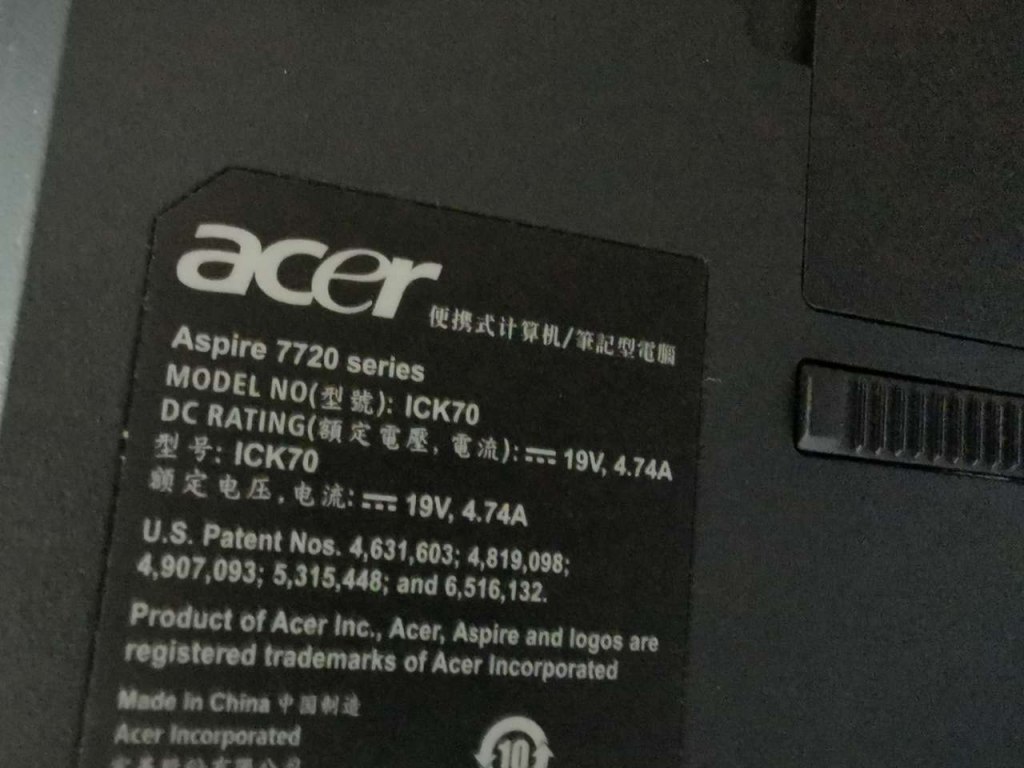 acer
便携式计算机/筆記型電腦
Aspire 7720 series
MODEL NO(型號): ICK70
DC RATING(額定電壓, 電流): ⎓ 19V, 4.74A
型号: ICK70
额定电压, 电流: ⎓ 19V, 4.74A
U.S. Patent Nos. 4,631,603; 4,819,098;
4,907,093; 5,315,448; and 6,516,132.
Product of Acer Inc., Acer, Aspire and logos are
registered trademarks of Acer Incorporated
Made in China 中国制造
Acer Incorporated
10